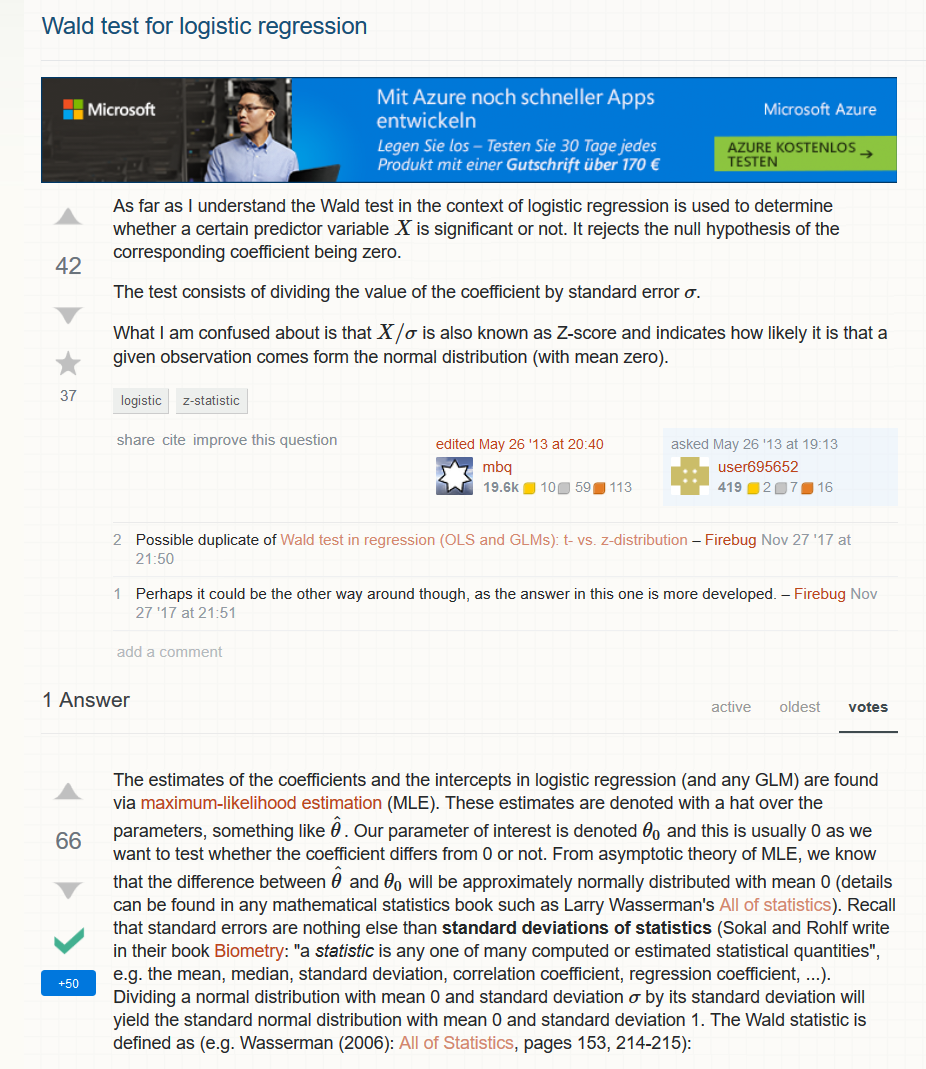 Wald test for logistic regression
Microsoft
Mit Azure noch schneller Apps
entwickeln
Legen Sie los – Testen Sie 30 Tage jedes
Produkt mit einer Gutschrift über 170 €
Microsoft Azure
AZURE KOSTENLOS →
TESTEN
As far as I understand the Wald test in the context of logistic regression is used to determine
whether a certain predictor variable X is significant or not. It rejects the null hypothesis of the
corresponding coefficient being zero.
42
The test consists of dividing the value of the coefficient by standard error σ.
What I am confused about is that X/σ is also known as Z-score and indicates how likely it is that a
given observation comes form the normal distribution (with mean zero).
37
logistic z-statistic
share cite improve this question
edited May 26 '13 at 20:40
mbq
19.6k 10 59 113
asked May 26 '13 at 19:13
user695652
419 2 7 16
2 Possible duplicate of Wald test in regression (OLS and GLMs): t- vs. z-distribution – Firebug Nov 27 '17 at
21:50
1 Perhaps it could be the other way around though, as the answer in this one is more developed. – Firebug Nov
27 '17 at 21:51
add a comment
1 Answer
active oldest votes
The estimates of the coefficients and the intercepts in logistic regression (and any GLM) are found
via maximum-likelihood estimation (MLE). These estimates are denoted with a hat over the
parameters, something like θ̂. Our parameter of interest is denoted θ₀ and this is usually 0 as we
66
want to test whether the coefficient differs from 0 or not. From asymptotic theory of MLE, we know
that the difference between θ̂ and θ₀ will be approximately normally distributed with mean 0 (details
can be found in any mathematical statistics book such as Larry Wasserman's All of statistics). Recall
that standard errors are nothing else than standard deviations of statistics (Sokal and Rohlf write
in their book Biometry: "a statistic is any one of many computed or estimated statistical quantities",
e.g. the mean, median, standard deviation, correlation coefficient, regression coefficient, ...).
+50
Dividing a normal distribution with mean 0 and standard deviation σ by its standard deviation will
yield the standard normal distribution with mean 0 and standard deviation 1. The Wald statistic is
defined as (e.g. Wasserman (2006): All of Statistics, pages 153, 214-215):